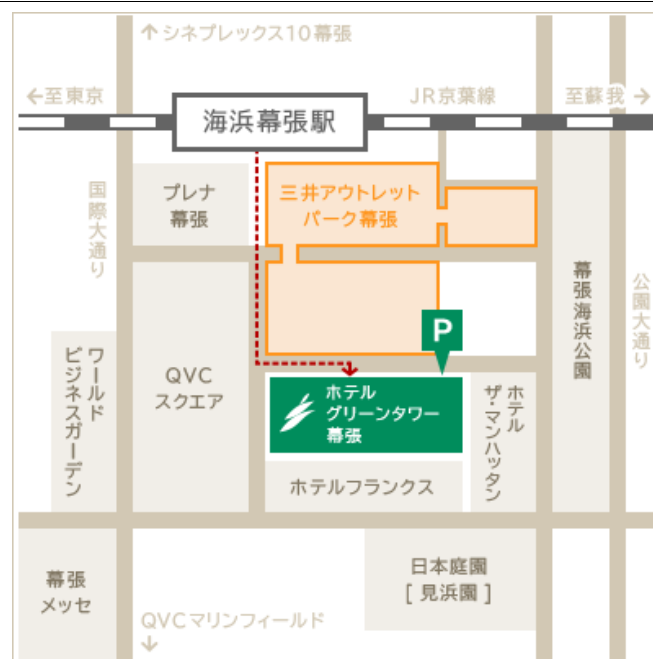 ↑シネプレックス10幕張
←至東京
海浜幕張駅
JR京葉線
至蘇我→
国際大通り
プレナ
幕張
三井アウトレット
パーク幕張
幕張海浜公園
公園大通り
P
ワールド
ビジネスガーデン
QVC
スクエア
ホテル
グリーンタワー
幕張
ホテル
ザ・マンハッタン
ホテルフランクス
幕張
メッセ
日本庭園
[ 見浜園 ]
QVCマリンフィールド
↓